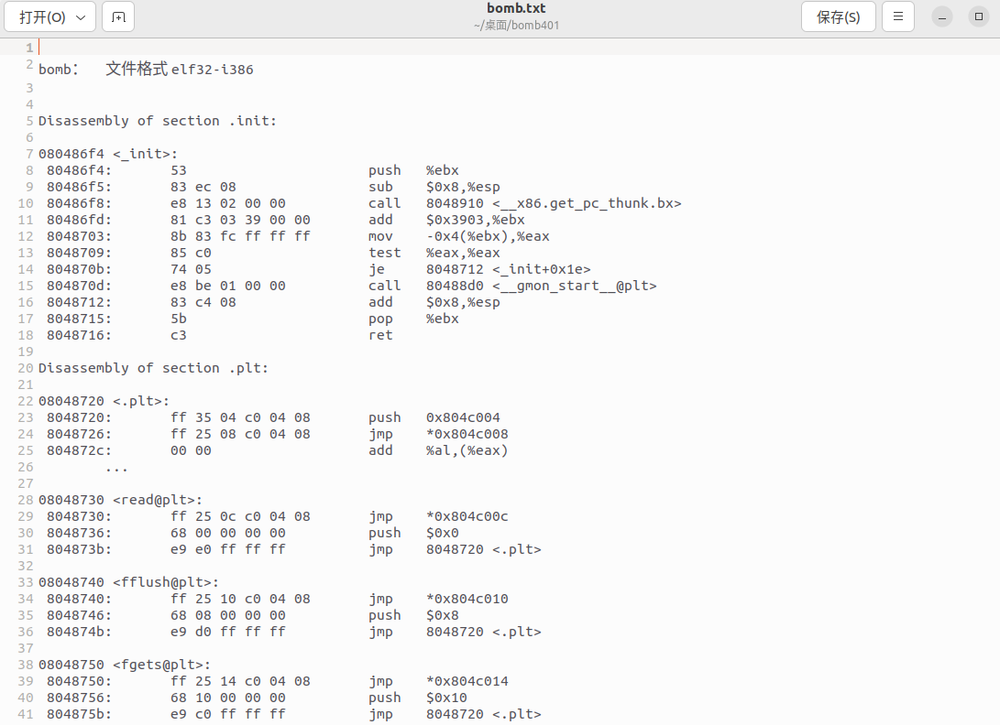 打开(O)
bomb.txt
~/桌面/bomb401
保存(S)
1
2 bomb： 文件格式 elf32-i386
3
4
5 Disassembly of section .init:
6
7 080486f4 <_init>:
8 80486f4: 53 push %ebx
9 80486f5: 83 ec 08 sub $0x8,%esp
10 80486f8: e8 13 02 00 00 call 8048910 <__x86.get_pc_thunk.bx>
11 80486fd: 81 c3 03 39 00 00 add $0x3903,%ebx
12 8048703: 8b 83 fc ff ff ff mov -0x4(%ebx),%eax
13 8048709: 85 c0 test %eax,%eax
14 804870b: 74 05 je 8048712 <_init+0x1e>
15 804870d: e8 be 01 00 00 call 80488d0 <__gmon_start__@plt>
16 8048712: 83 c4 08 add $0x8,%esp
17 8048715: 5b pop %ebx
18 8048716: c3 ret
19
20 Disassembly of section .plt:
21
22 08048720 <.plt>:
23 8048720: ff 35 04 c0 04 08 push 0x804c004
24 8048726: ff 25 08 c0 04 08 jmp *0x804c008
25 804872c: 00 00 add %al,(%eax)
26 ...
27
28 08048730 <read@plt>:
29 8048730: ff 25 0c c0 04 08 jmp *0x804c00c
30 8048736: 68 00 00 00 00 push $0x0
31 804873b: e9 e0 ff ff ff jmp 8048720 <.plt>
32
33 08048740 <fflush@plt>:
34 8048740: ff 25 10 c0 04 08 jmp *0x804c010
35 8048746: 68 08 00 00 00 push $0x8
36 804874b: e9 d0 ff ff ff jmp 8048720 <.plt>
37
38 08048750 <fgets@plt>:
39 8048750: ff 25 14 c0 04 08 jmp *0x804c014
40 8048756: 68 10 00 00 00 push $0x10
41 804875b: e9 c0 ff ff ff jmp 8048720 <.plt>